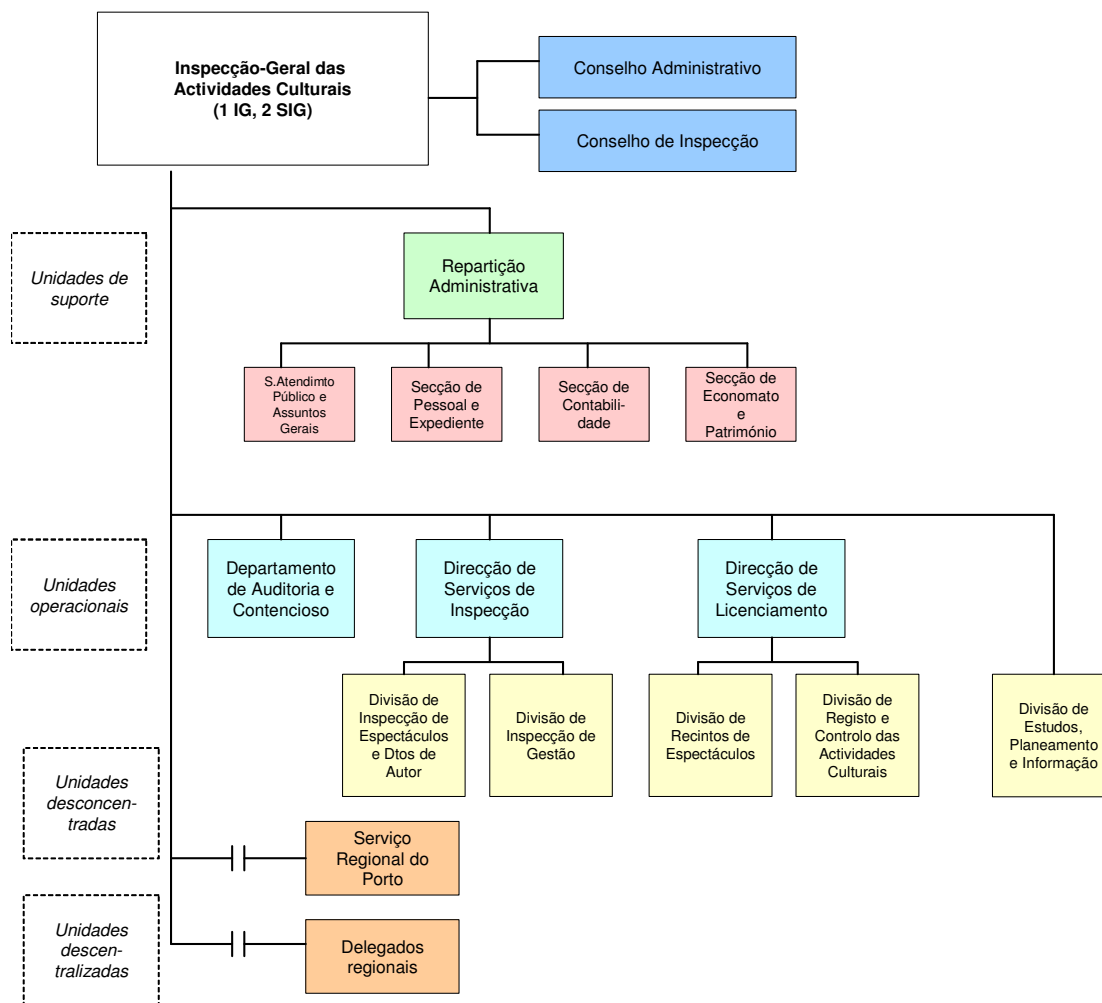 Inspecção-Geral das
Actividades Culturais
(1 IG, 2 SIG)
Conselho Administrativo
Conselho de Inspecção
Unidades de
suporte
Repartição
Administrativa
S.Atendimto
Público e
Assuntos
Gerais
Secção de
Pessoal e
Expediente
Secção de
Contabili-
dade
Secção de
Economato
e
Património
Unidades
operacionais
Departamento
de Auditoria e
Contencioso
Direcção de
Serviços de
Inspecção
Direcção de
Serviços de
Licenciamento
Divisão de
Inspecção de
Espectáculos
e Dtos de
Autor
Divisão de
Inspecção de
Gestão
Divisão de
Recintos de
Espectáculos
Divisão de
Registo e
Controlo das
Actividades
Culturais
Divisão de
Estudos,
Planeamento
e Informação
Unidades
desconcen-
tradas
Serviço
Regional do
Porto
Unidades
descen-
tralizadas
Delegados
regionais